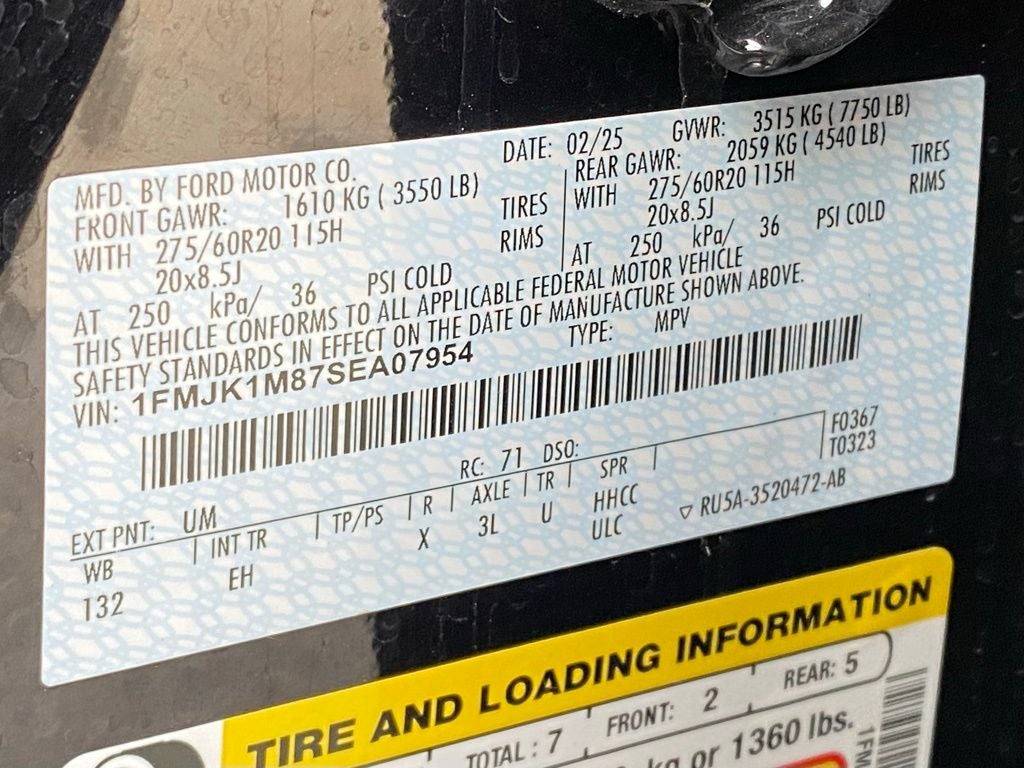 MFD. BY FORD MOTOR CO. DATE: 02/25 GVWR: 3515 KG ( 7750 LB)
FRONT GAWR: 1610 KG ( 3550 LB) REAR GAWR: 2059 KG ( 4540 LB)
WITH 275/60R20 115H TIRES WITH 275/60R20 115H TIRES
20x8.5J RIMS 20x8.5J RIMS
AT 250 kPa/ 36 PSI COLD AT 250 kPa/ 36 PSI COLD
THIS VEHICLE CONFORMS TO ALL APPLICABLE FEDERAL MOTOR VEHICLE
SAFETY STANDARDS IN EFFECT ON THE DATE OF MANUFACTURE SHOWN ABOVE.
VIN: 1FMJK1M87SEA07954 TYPE: MPV
F0367
T0323
EXT PNT: UM RC: 71 DSO:
WB INT TR TP/PS R AXLE TR SPR
132 EH X 3L U HHCC
ULC
RU5A-3520472-AB
TIRE AND LOADING INFORMATION
TOTAL : 7 FRONT: 2 REAR: 5
kg or 1360 lbs.
1FM